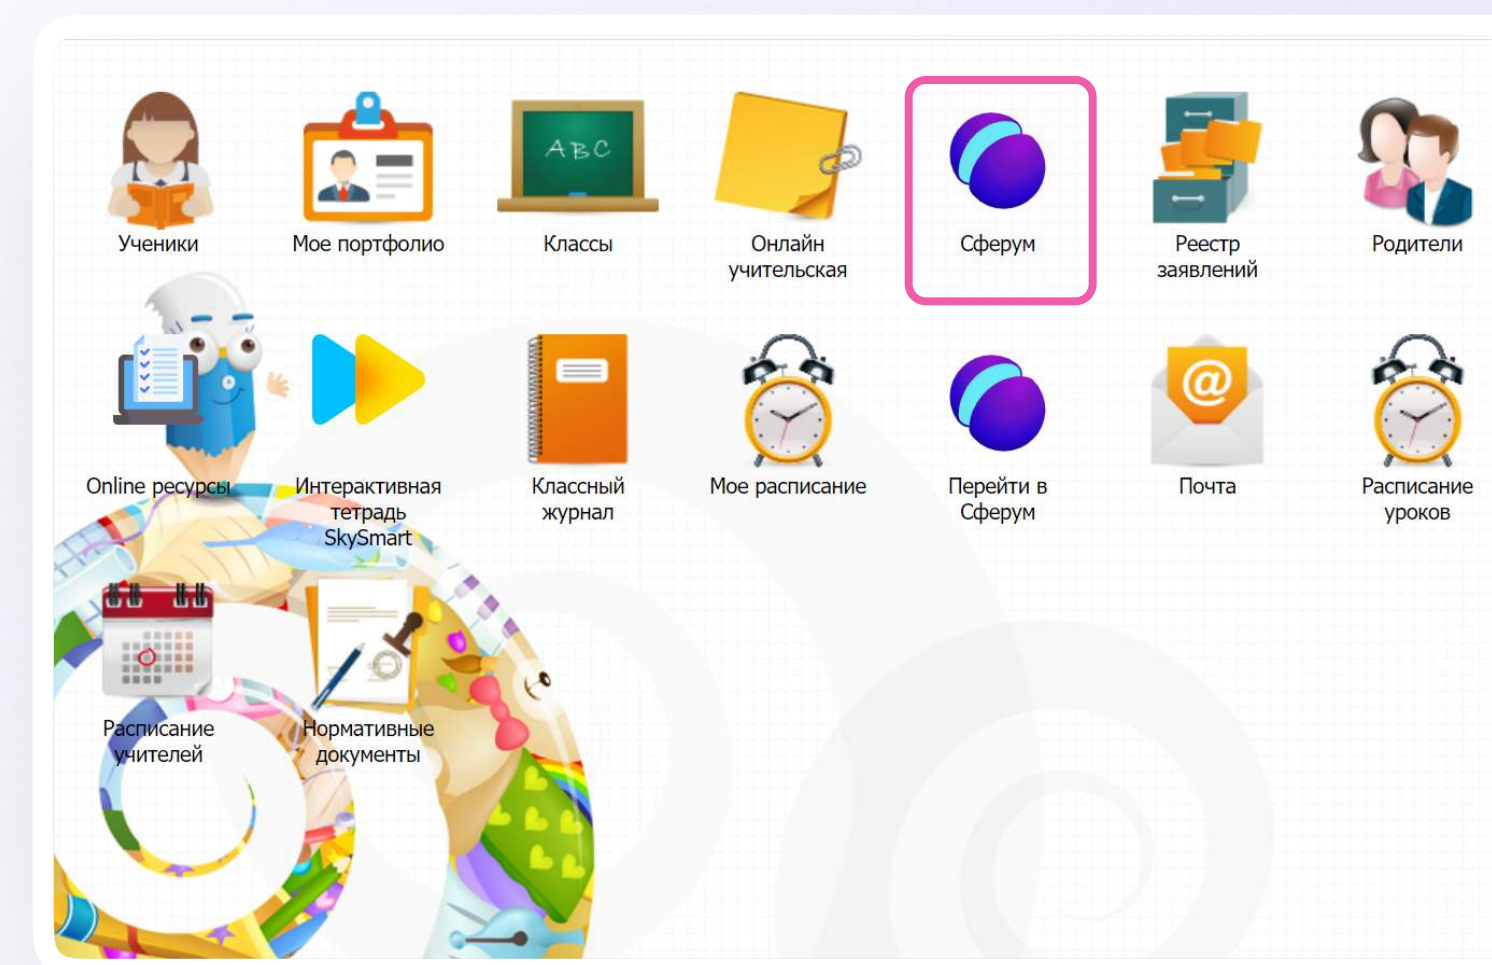 ABC
Ученики
Мое портфолио
Классы
Онлайн
учительская
Сферум
Реестр
заявлений
Родители
@
Online ресурсы
Интерактивная
тетрадь
SkySmart
Классный
журнал
Мое расписание
Перейти в
Сферум
Почта
Расписание
уроков
Расписание
учителей
Нормативные
документы